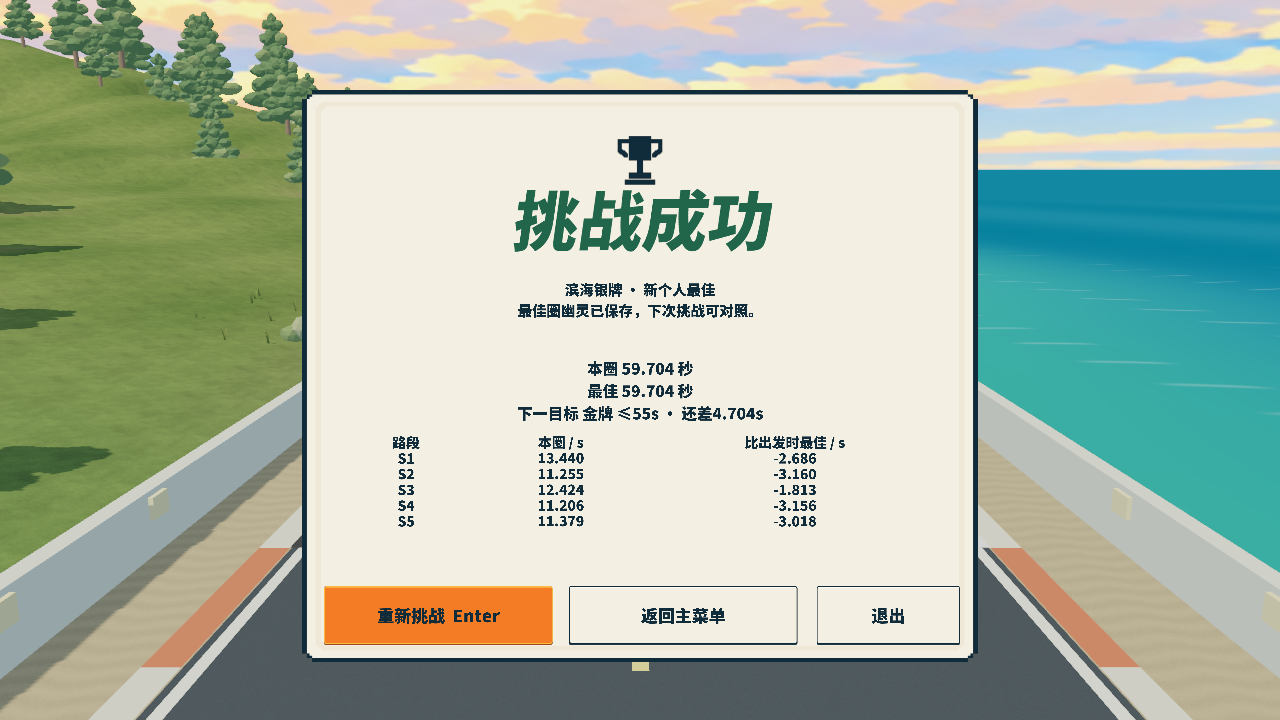 挑战成功
滨海银牌 · 新个人最佳
最佳圈幽灵已保存，下次挑战可对照。
本圈 59.704 秒
最佳 59.704 秒
下一目标 金牌 ≤55s · 还差4.704s
路段 本圈 / s 比出发时最佳 / s
S1 13.440 -2.686
S2 11.255 -3.160
S3 12.424 -1.813
S4 11.206 -3.156
S5 11.379 -3.018
重新挑战 Enter 返回主菜单 退出